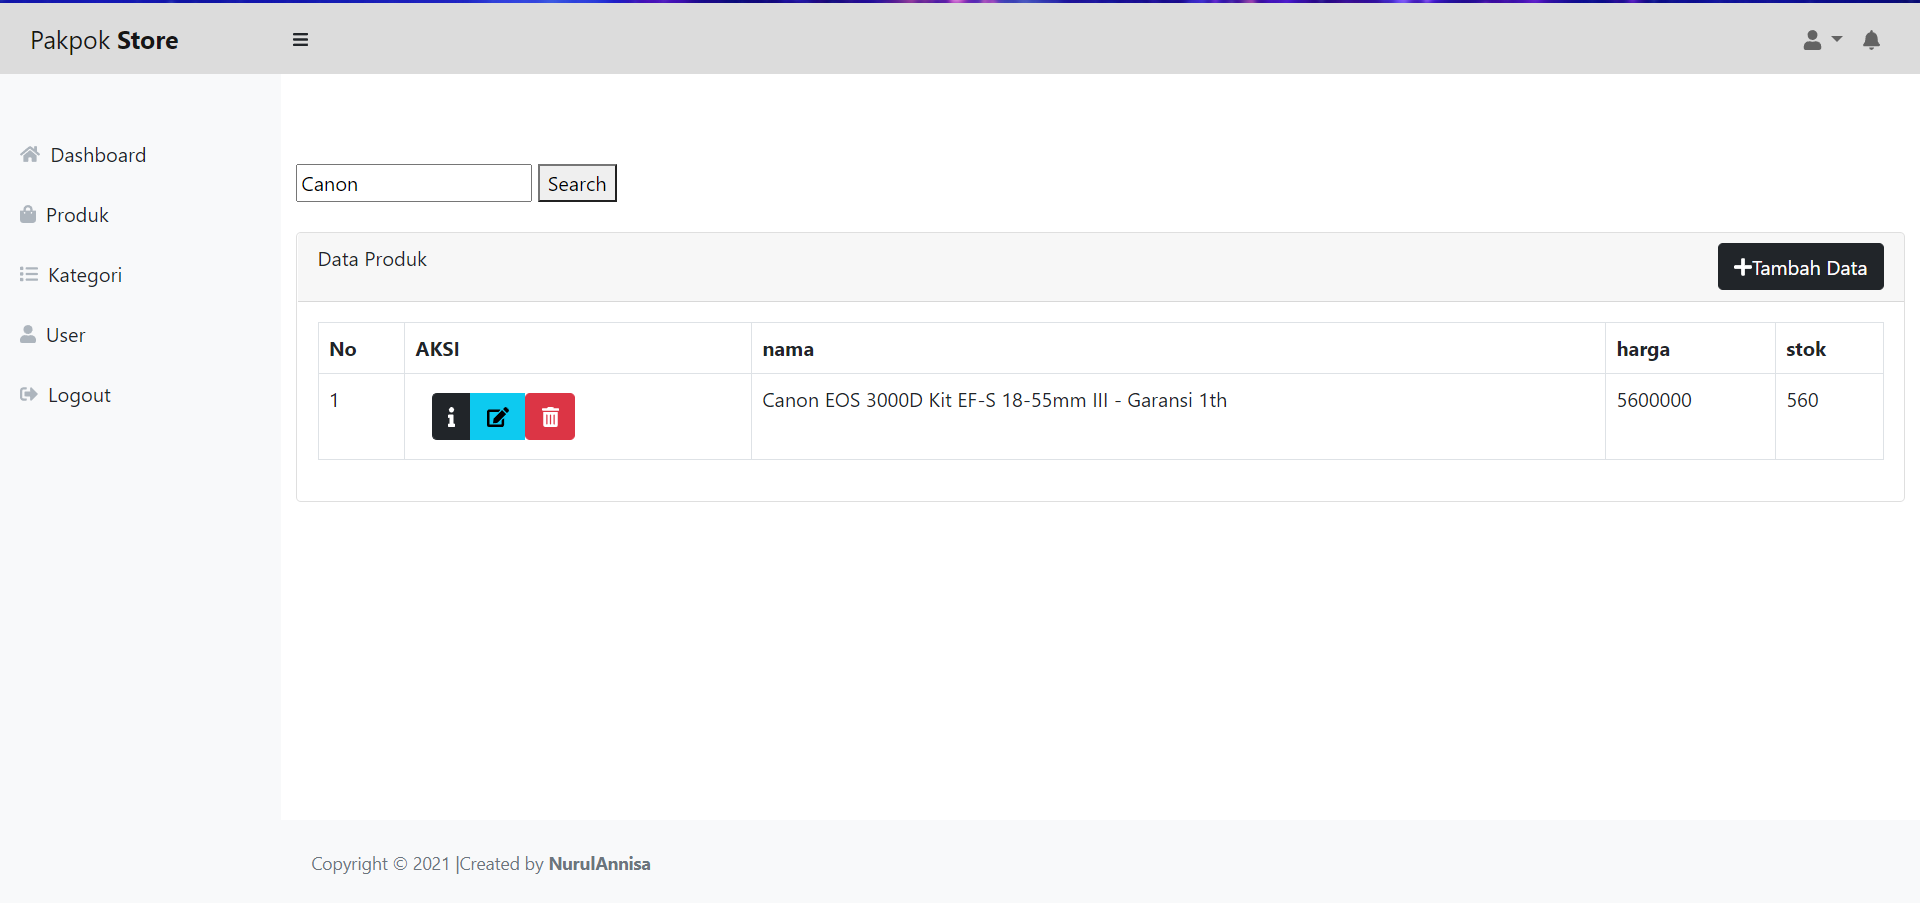 Pakpok Store
Dashboard
Produk
Kategori
User
Logout
Canon Search
Data Produk
Tambah Data
No AKSI nama harga stok
1 Canon EOS 3000D Kit EF-S 18-55mm III - Garansi 1th 5600000 560
Copyright © 2021 |Created by NurulAnnisa